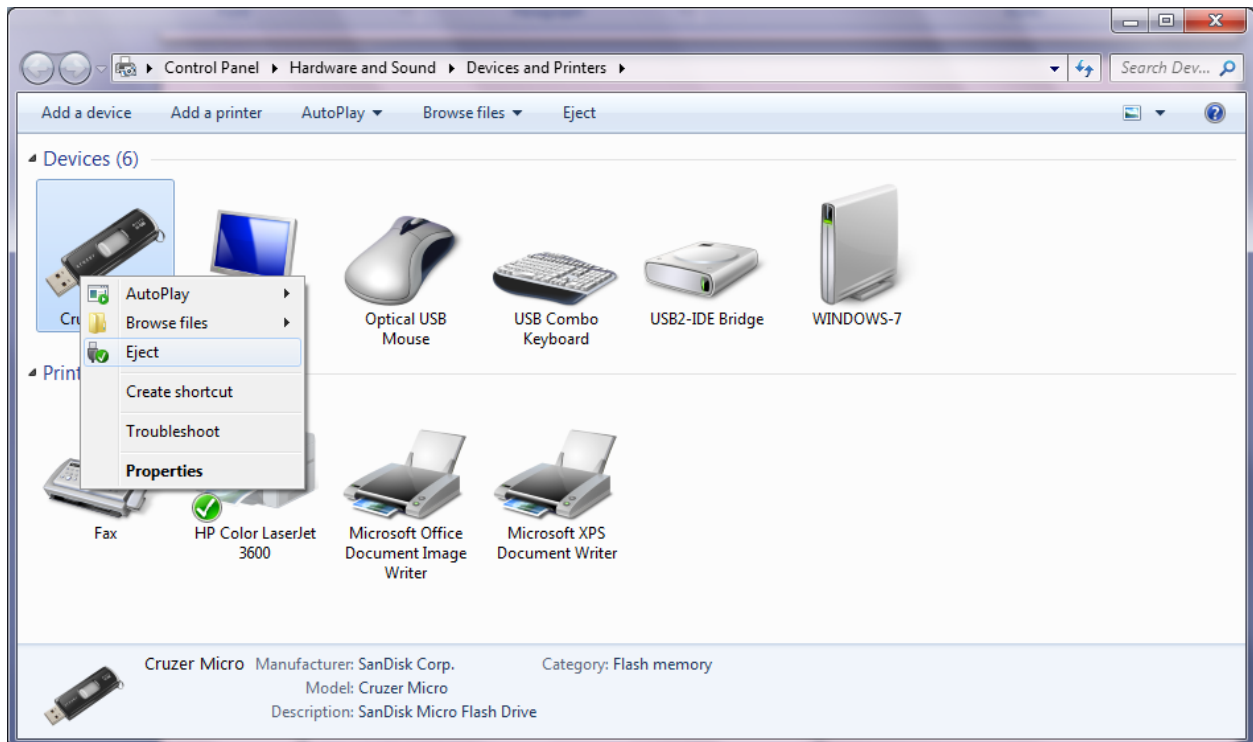 Control Panel Hardware and Sound Devices and Printers
Search Dev...
Add a device Add a printer AutoPlay Browse files Eject
Devices (6)
Optical USB
Mouse
USB Combo
Keyboard
USB2-IDE Bridge
WINDOWS-7
AutoPlay
Browse files
Eject
Create shortcut
Troubleshoot
Properties
Fax
HP Color LaserJet
3600
Microsoft Office
Document Image
Writer
Microsoft XPS
Document Writer
Cruzer Micro Manufacturer: SanDisk Corp. Category: Flash memory
Model: Cruzer Micro
Description: SanDisk Micro Flash Drive